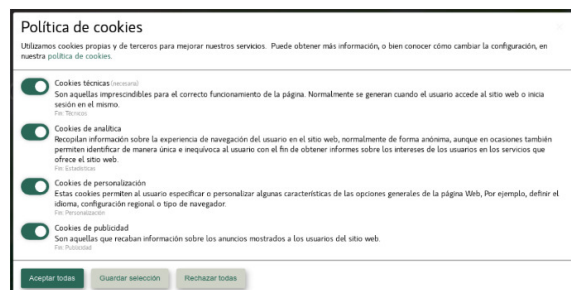 Política de cookies
Utilizamos cookies propias y de terceros para mejorar nuestros servicios. Puede obtener más información, o bien conocer cómo cambiar la configuración, en
nuestra política de cookies.
Cookies técnicas (necesaria)
Son aquellas imprescindibles para el correcto funcionamiento de la página. Normalmente se generan cuando el usuario accede al sitio web o inicia
sesión en el mismo.
Fin: Técnicos
Cookies de analítica
Recopilan información sobre la experiencia de navegación del usuario en el sitio web, normalmente de forma anónima, aunque en ocasiones también
permiten identificar de manera única e inequívoca al usuario con el fin de obtener informes sobre los intereses de los usuarios en los servicios que
ofrece el sitio web.
Fin: Estadísticas
Cookies de personalización
Estas cookies permiten al usuario especificar o personalizar algunas características de las opciones generales de la página Web, Por ejemplo, definir el
idioma, configuración regional o tipo de navegador.
Fin: Personalización
Cookies de publicidad
Son aquellas que recaban información sobre los anuncios mostrados a los usuarios del sitio web.
Fin: Publicidad
Aceptar todas Guardar selección Rechazar todas